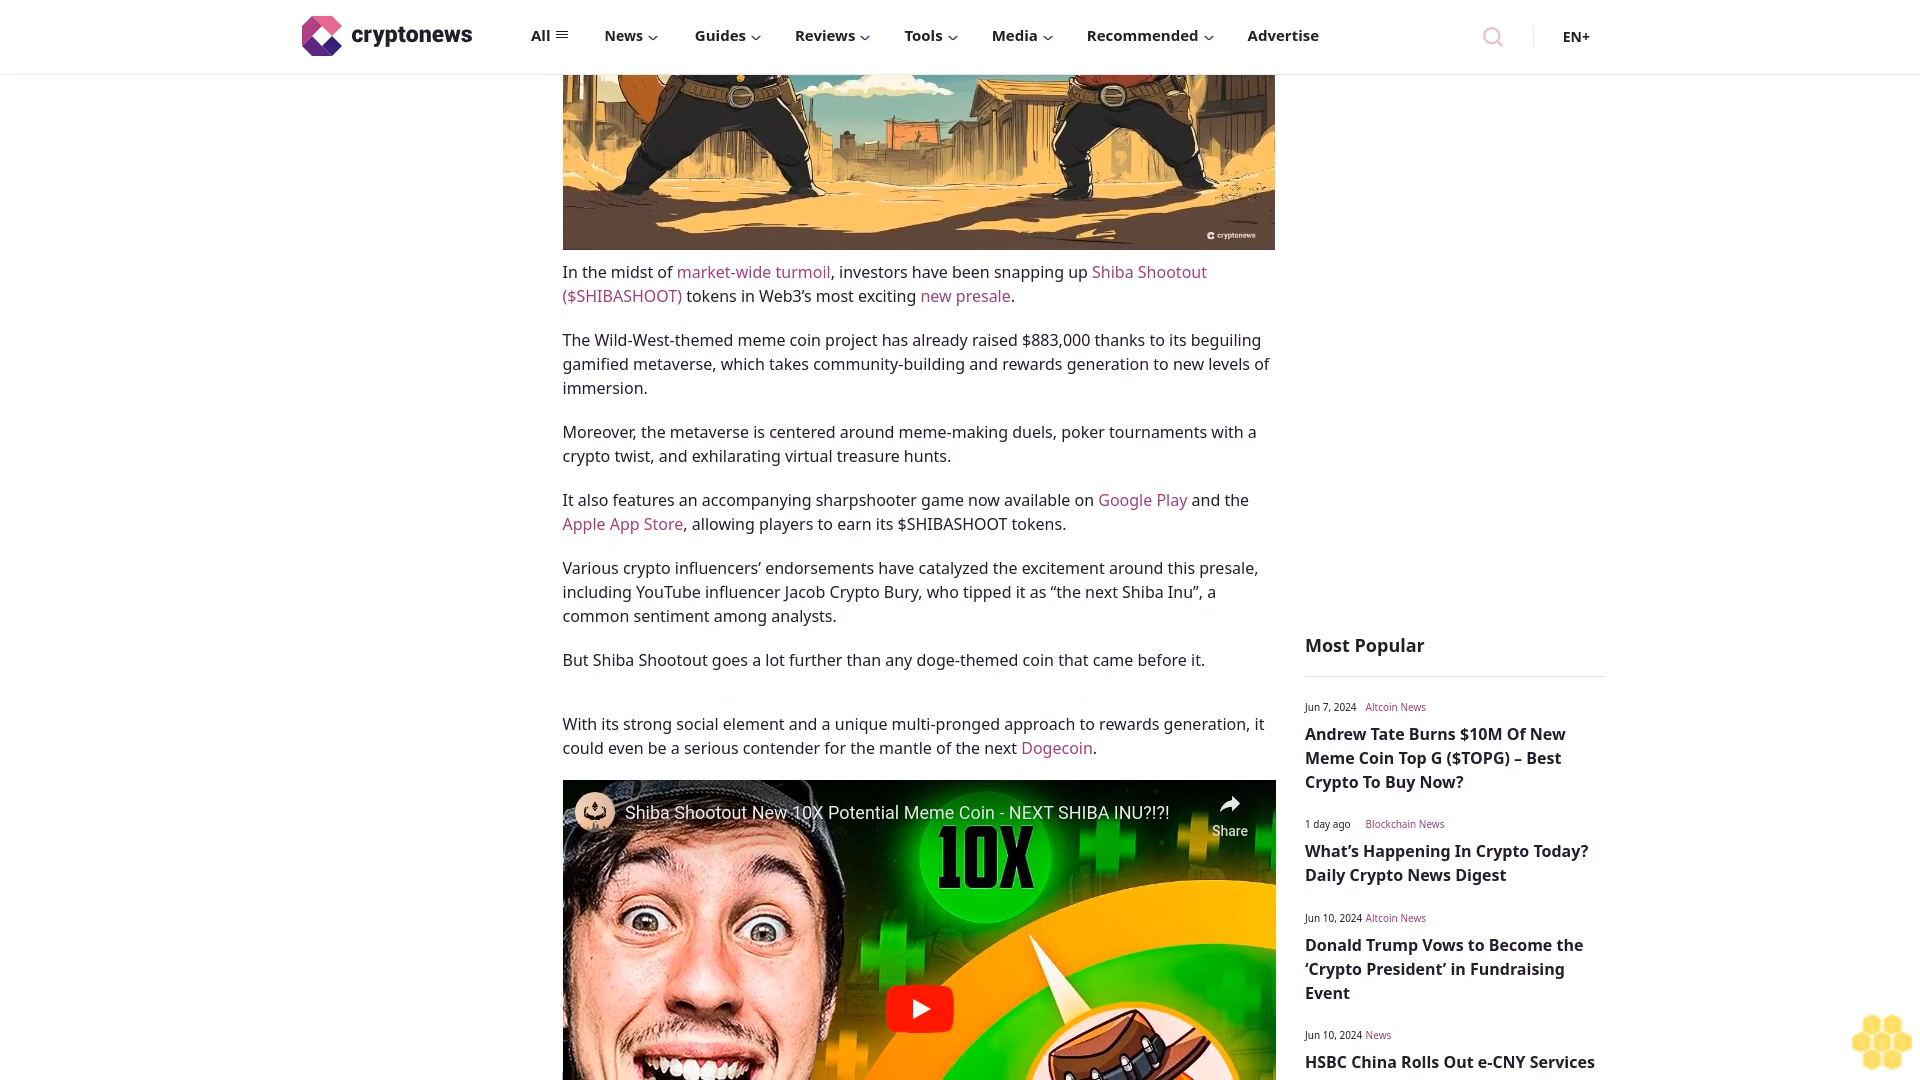 cryptonews
All
News
Guides
Reviews
Tools
Media
Recommended
Advertise
EN+
cryptonews
In the midst of market-wide turmoil, investors have been snapping up Shiba Shootout
($SHIBASHOOT) tokens in Web3’s most exciting new presale.
The Wild-West-themed meme coin project has already raised $883,000 thanks to its beguiling
gamified metaverse, which takes community-building and rewards generation to new levels of
immersion.
Moreover, the metaverse is centered around meme-making duels, poker tournaments with a
crypto twist, and exhilarating virtual treasure hunts.
It also features an accompanying sharpshooter game now available on Google Play and the
Apple App Store, allowing players to earn its $SHIBASHOOT tokens.
Various crypto influencers’ endorsements have catalyzed the excitement around this presale,
including YouTube influencer Jacob Crypto Bury, who tipped it as “the next Shiba Inu”, a
common sentiment among analysts.
But Shiba Shootout goes a lot further than any doge-themed coin that came before it.
With its strong social element and a unique multi-pronged approach to rewards generation, it
could even be a serious contender for the mantle of the next Dogecoin.
Shiba Shootout New 10X Potential Meme Coin - NEXT SHIBA INU?!?!
Share
10X
Most Popular
Jun 7, 2024 Altcoin News
Andrew Tate Burns $10M Of New
Meme Coin Top G ($TOPG) – Best
Crypto To Buy Now?
1 day ago Blockchain News
What’s Happening In Crypto Today?
Daily Crypto News Digest
Jun 10, 2024 Altcoin News
Donald Trump Vows to Become the
‘Crypto President’ in Fundraising
Event
Jun 10, 2024 News
HSBC China Rolls Out e-CNY Services